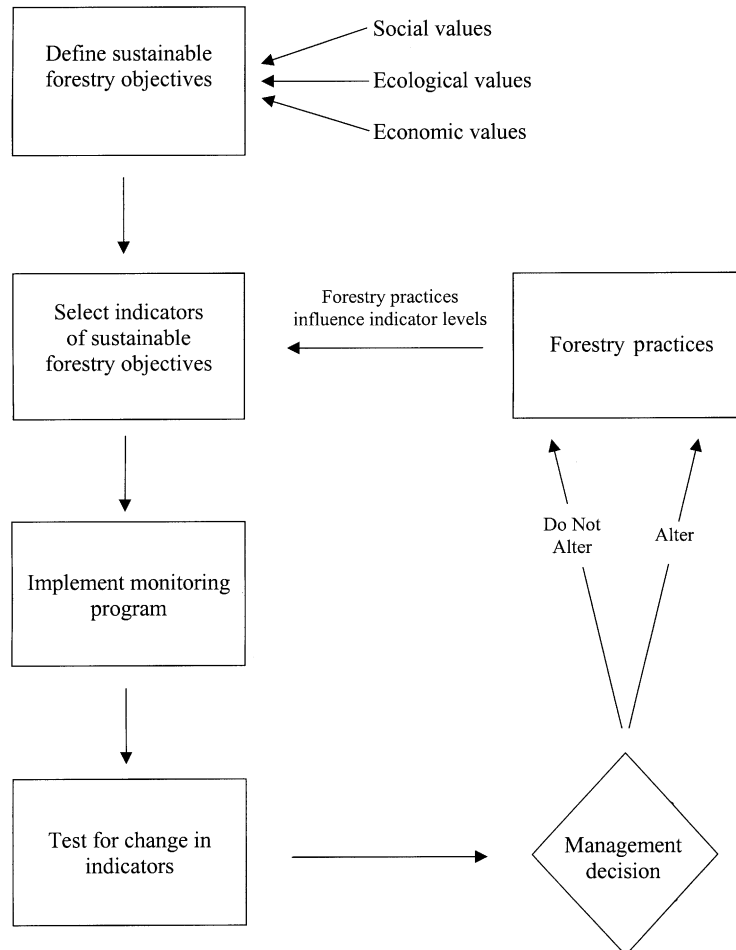 Define sustainable
forestry objectives
Social values
Ecological values
Economic values
Select indicators
of sustainable
forestry objectives
Forestry practices
influence indicator levels
Forestry practices
Do Not
Alter
Alter
Implement monitoring
program
Test for change in
indicators
Management
decision